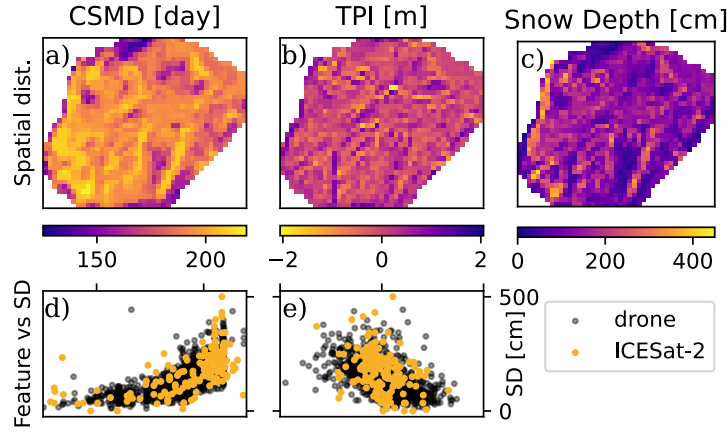 CSMD [day]
TPI [m]
Snow Depth [cm]
Spatial dist.
a)
b)
c)
150
200
−2
0
2
0
200
400
Feature vs SD
d)
e)
500
0
SD [cm]
drone
ICESat-2